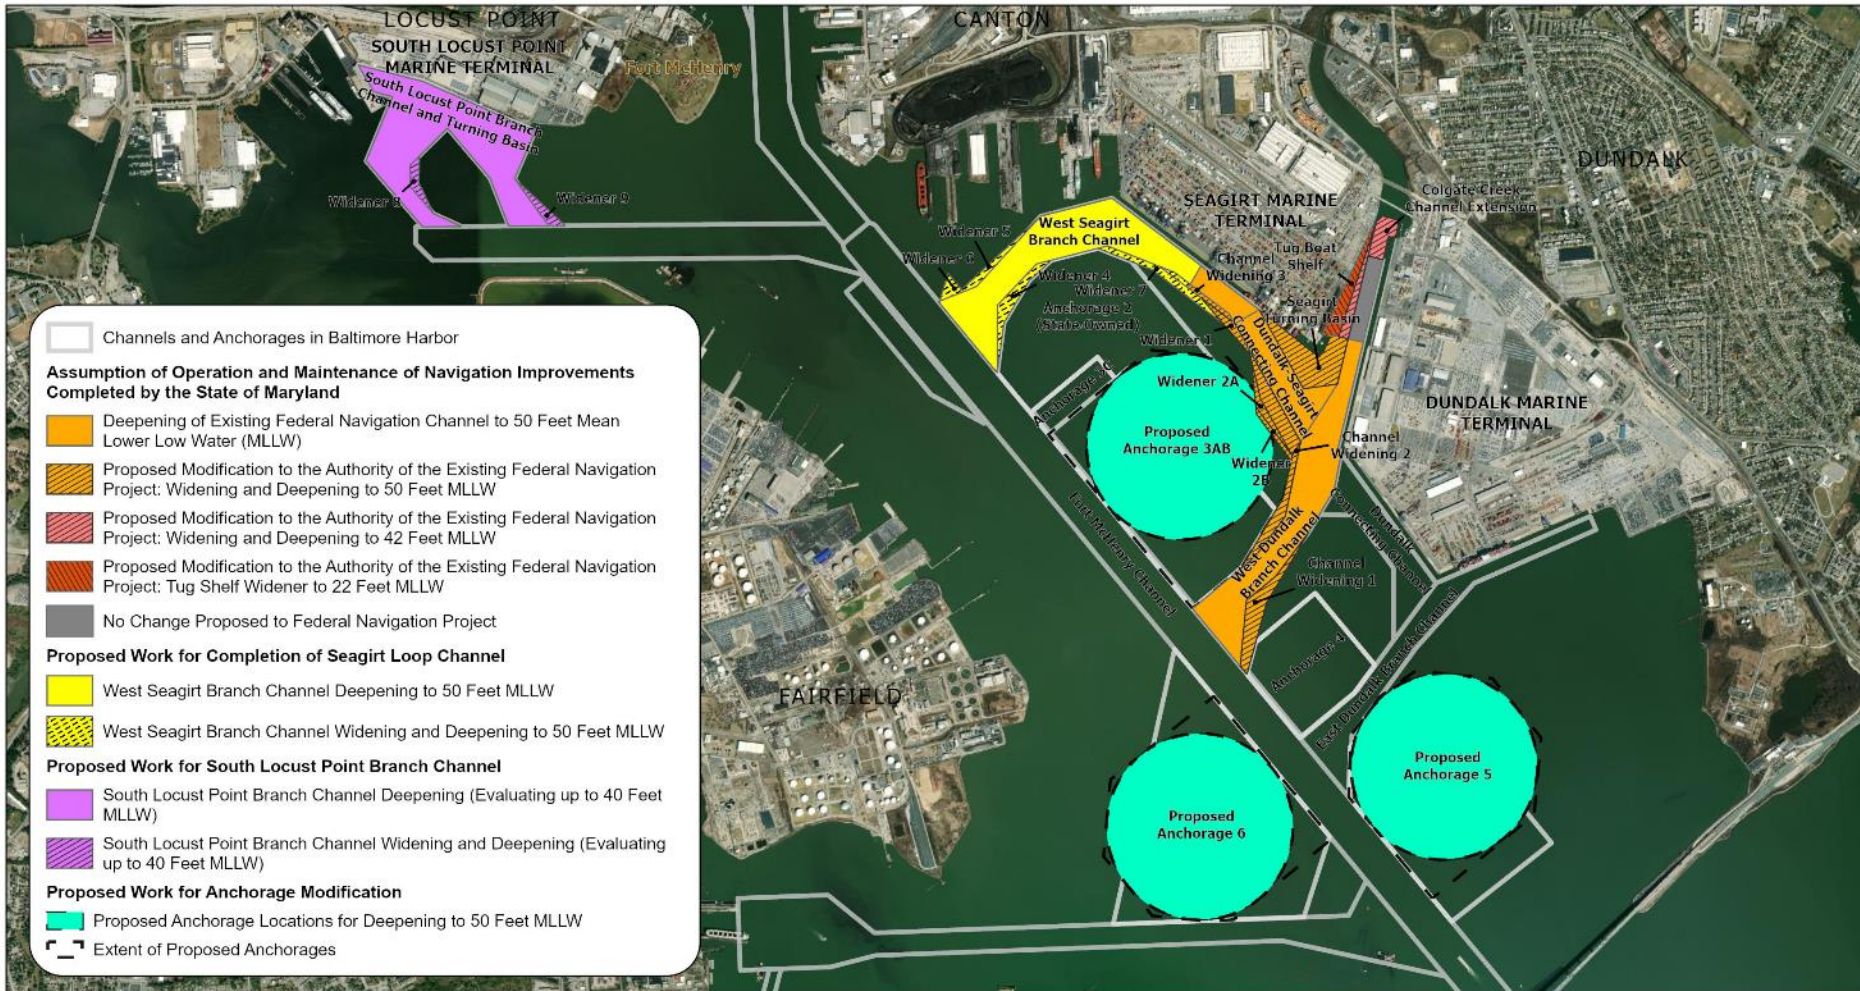 LOCUST POINT
SOUTH LOCUST POINT
MARINE TERMINAL
Fort McHenry
CANTON
South Locust Point Branch
Channel and Turning Basin
Widener 8
Widener 9
DUNDALK
Colgate Creek
Channel Extension
SEAGIRT MARINE
TERMINAL
West Seagirt
Branch Channel
Widener 5
Widener 6
Widener 4
Widener 7
Anchorage 2
(State-Owned)
Channel
Widening 3
Tug Boat
Shelf
Seagirt
Turning Basin
Widener 1
Dundalk-Seagirt
Connecting Channel
Anchorage 3C
Widener 2A
Proposed
Anchorage 3AB
Widener
2B
Channel
Widening 2
DUNDALK MARINE
TERMINAL
Fort McHenry Channel
West Dundalk
Branch Channel
Channel
Widening 1
Dundalk
Connecting Channel
Anchorage 4
East Dundalk Branch Channel
FAIRFIELD
Proposed
Anchorage 5
Proposed
Anchorage 6
Channels and Anchorages in Baltimore Harbor
Assumption of Operation and Maintenance of Navigation Improvements
Completed by the State of Maryland
Deepening of Existing Federal Navigation Channel to 50 Feet Mean
Lower Low Water (MLLW)
Proposed Modification to the Authority of the Existing Federal Navigation
Project: Widening and Deepening to 50 Feet MLLW
Proposed Modification to the Authority of the Existing Federal Navigation
Project: Widening and Deepening to 42 Feet MLLW
Proposed Modification to the Authority of the Existing Federal Navigation
Project: Tug Shelf Widener to 22 Feet MLLW
No Change Proposed to Federal Navigation Project
Proposed Work for Completion of Seagirt Loop Channel
West Seagirt Branch Channel Deepening to 50 Feet MLLW
West Seagirt Branch Channel Widening and Deepening to 50 Feet MLLW
Proposed Work for South Locust Point Branch Channel
South Locust Point Branch Channel Deepening (Evaluating up to 40 Feet
MLLW)
South Locust Point Branch Channel Widening and Deepening (Evaluating
up to 40 Feet MLLW)
Proposed Work for Anchorage Modification
Proposed Anchorage Locations for Deepening to 50 Feet MLLW
Extent of Proposed Anchorages